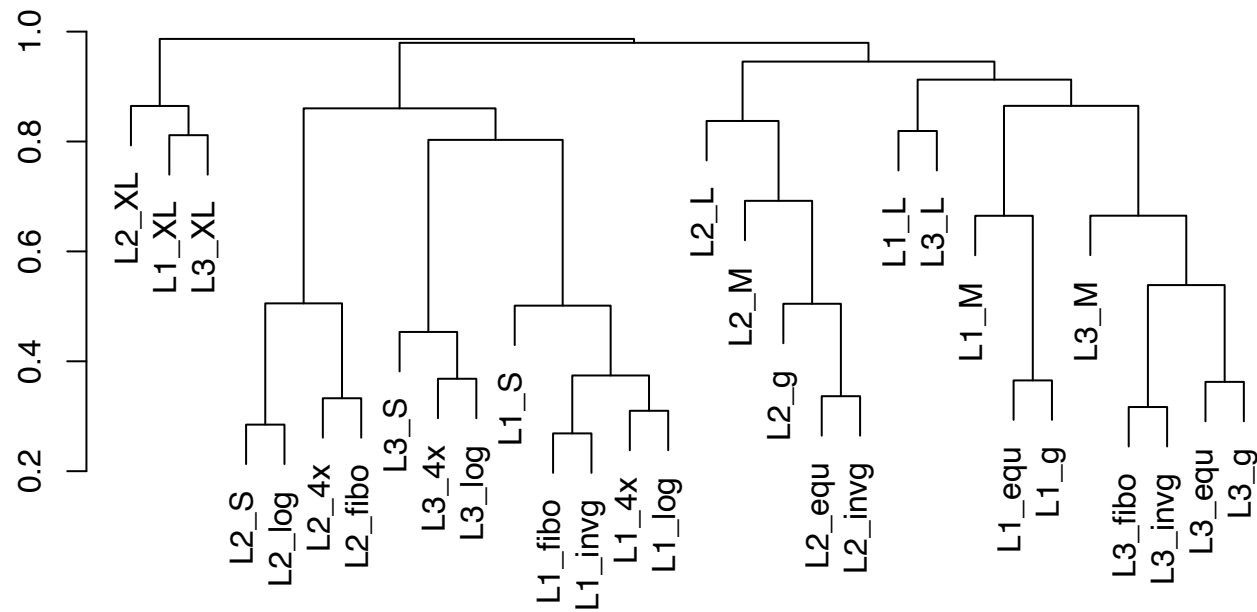 1.0
0.8
0.6
0.4
0.2
L2_XL
L1_XL
L3_XL
L2_S
L2_log
L2_4x
L2_fibo
L3_S
L3_4x
L3_log
L1_S
L1_fibo
L1_invg
L1_4x
L1_log
L2_L
L2_M
L2_g
L2_equ
L2_invg
L1_L
L3_L
L1_M
L1_equ
L1_g
L3_M
L3_fibo
L3_invg
L3_equ
L3_g